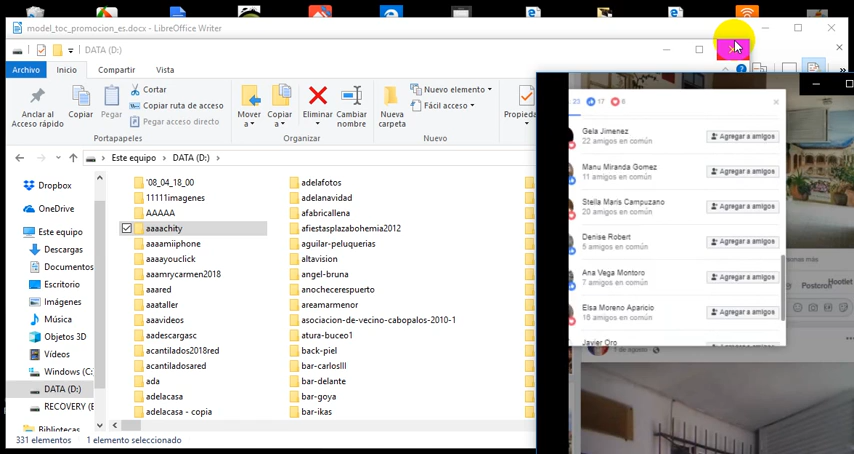 model_toc_promocion_es.docx - LibreOffice Writer
DATA (D:)
Archivo Inicio Compartir Vista
Anclar al Acceso rápido
Copiar
Pegar
Cortar
Copiar ruta de acceso
Pegar acceso directo
Mover a
Copiar a
Eliminar
Cambiar nombre
Nueva carpeta
Nuevo elemento
Fácil acceso
Portapapeles
Organizar
Nuevo
Este equipo > DATA (D:)
Dropbox
OneDrive
Este equipo
Descargas
Documentos
Escritorio
Imágenes
Música
Objetos 3D
Vídeos
Windows (C:
DATA (D:)
RECOVERY (E
Bibliotecas
'08_04_18_00
11111imagenes
AAAAA
aaaachity
aaaamiiphone
aaaayouclick
aaamrycarmen2018
aaared
aaataller
aaavideos
aadescargasc
acantilados2018red
acantiladosared
ada
adelacasa
adelacasa - copia
adelafotos
adelanavidad
afabricallena
afiestasplazabohemia2012
aguilar-peluquerias
altavision
angel-bruna
anochecerespuerto
areamarmenor
asociacion-de-vecino-cabopalos-2010-1
atura-buceo1
back-piel
bar-carlosIII
bar-delante
bar-goya
bar-ikas
331 elementos 1 elemento seleccionado
23 17 6
Gela Jimenez
22 amigos en común
Agregar a amigos
Manu Miranda Gomez
11 amigos en común
Agregar a amigos
Stella Maris Campuzano
20 amigos en común
Agregar a amigos
Denise Robert
5 amigos en común
Agregar a amigos
Ana Vega Montoro
7 amigos en común
Agregar a amigos
Elsa Moreno Aparicio
Agregar a amigos
Javier Oro
Postcron
Hootlet